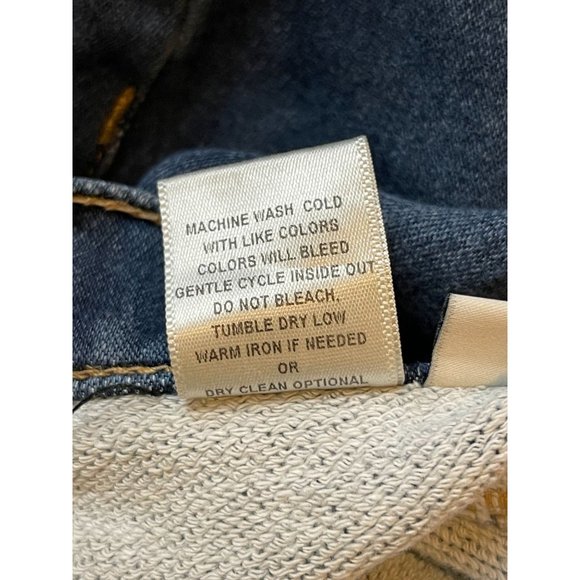 MACHINE WASH COLD
WITH LIKE COLORS
COLORS WILL BLEED
GENTLE CYCLE INSIDE OUT
DO NOT BLEACH,
TUMBLE DRY LOW
WARM IRON IF NEEDED
OR
DRY CLEAN OPTIONAL